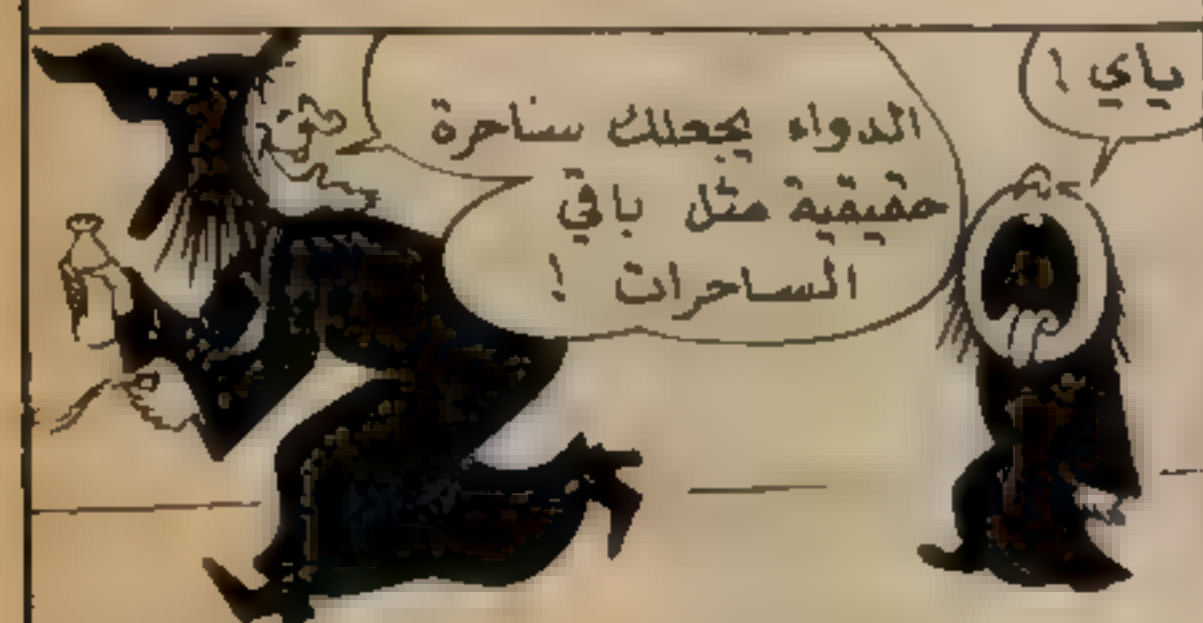 ياي !
الدواء يجعلك ساحرة
حقيقية مثل باقي
الساحرات !